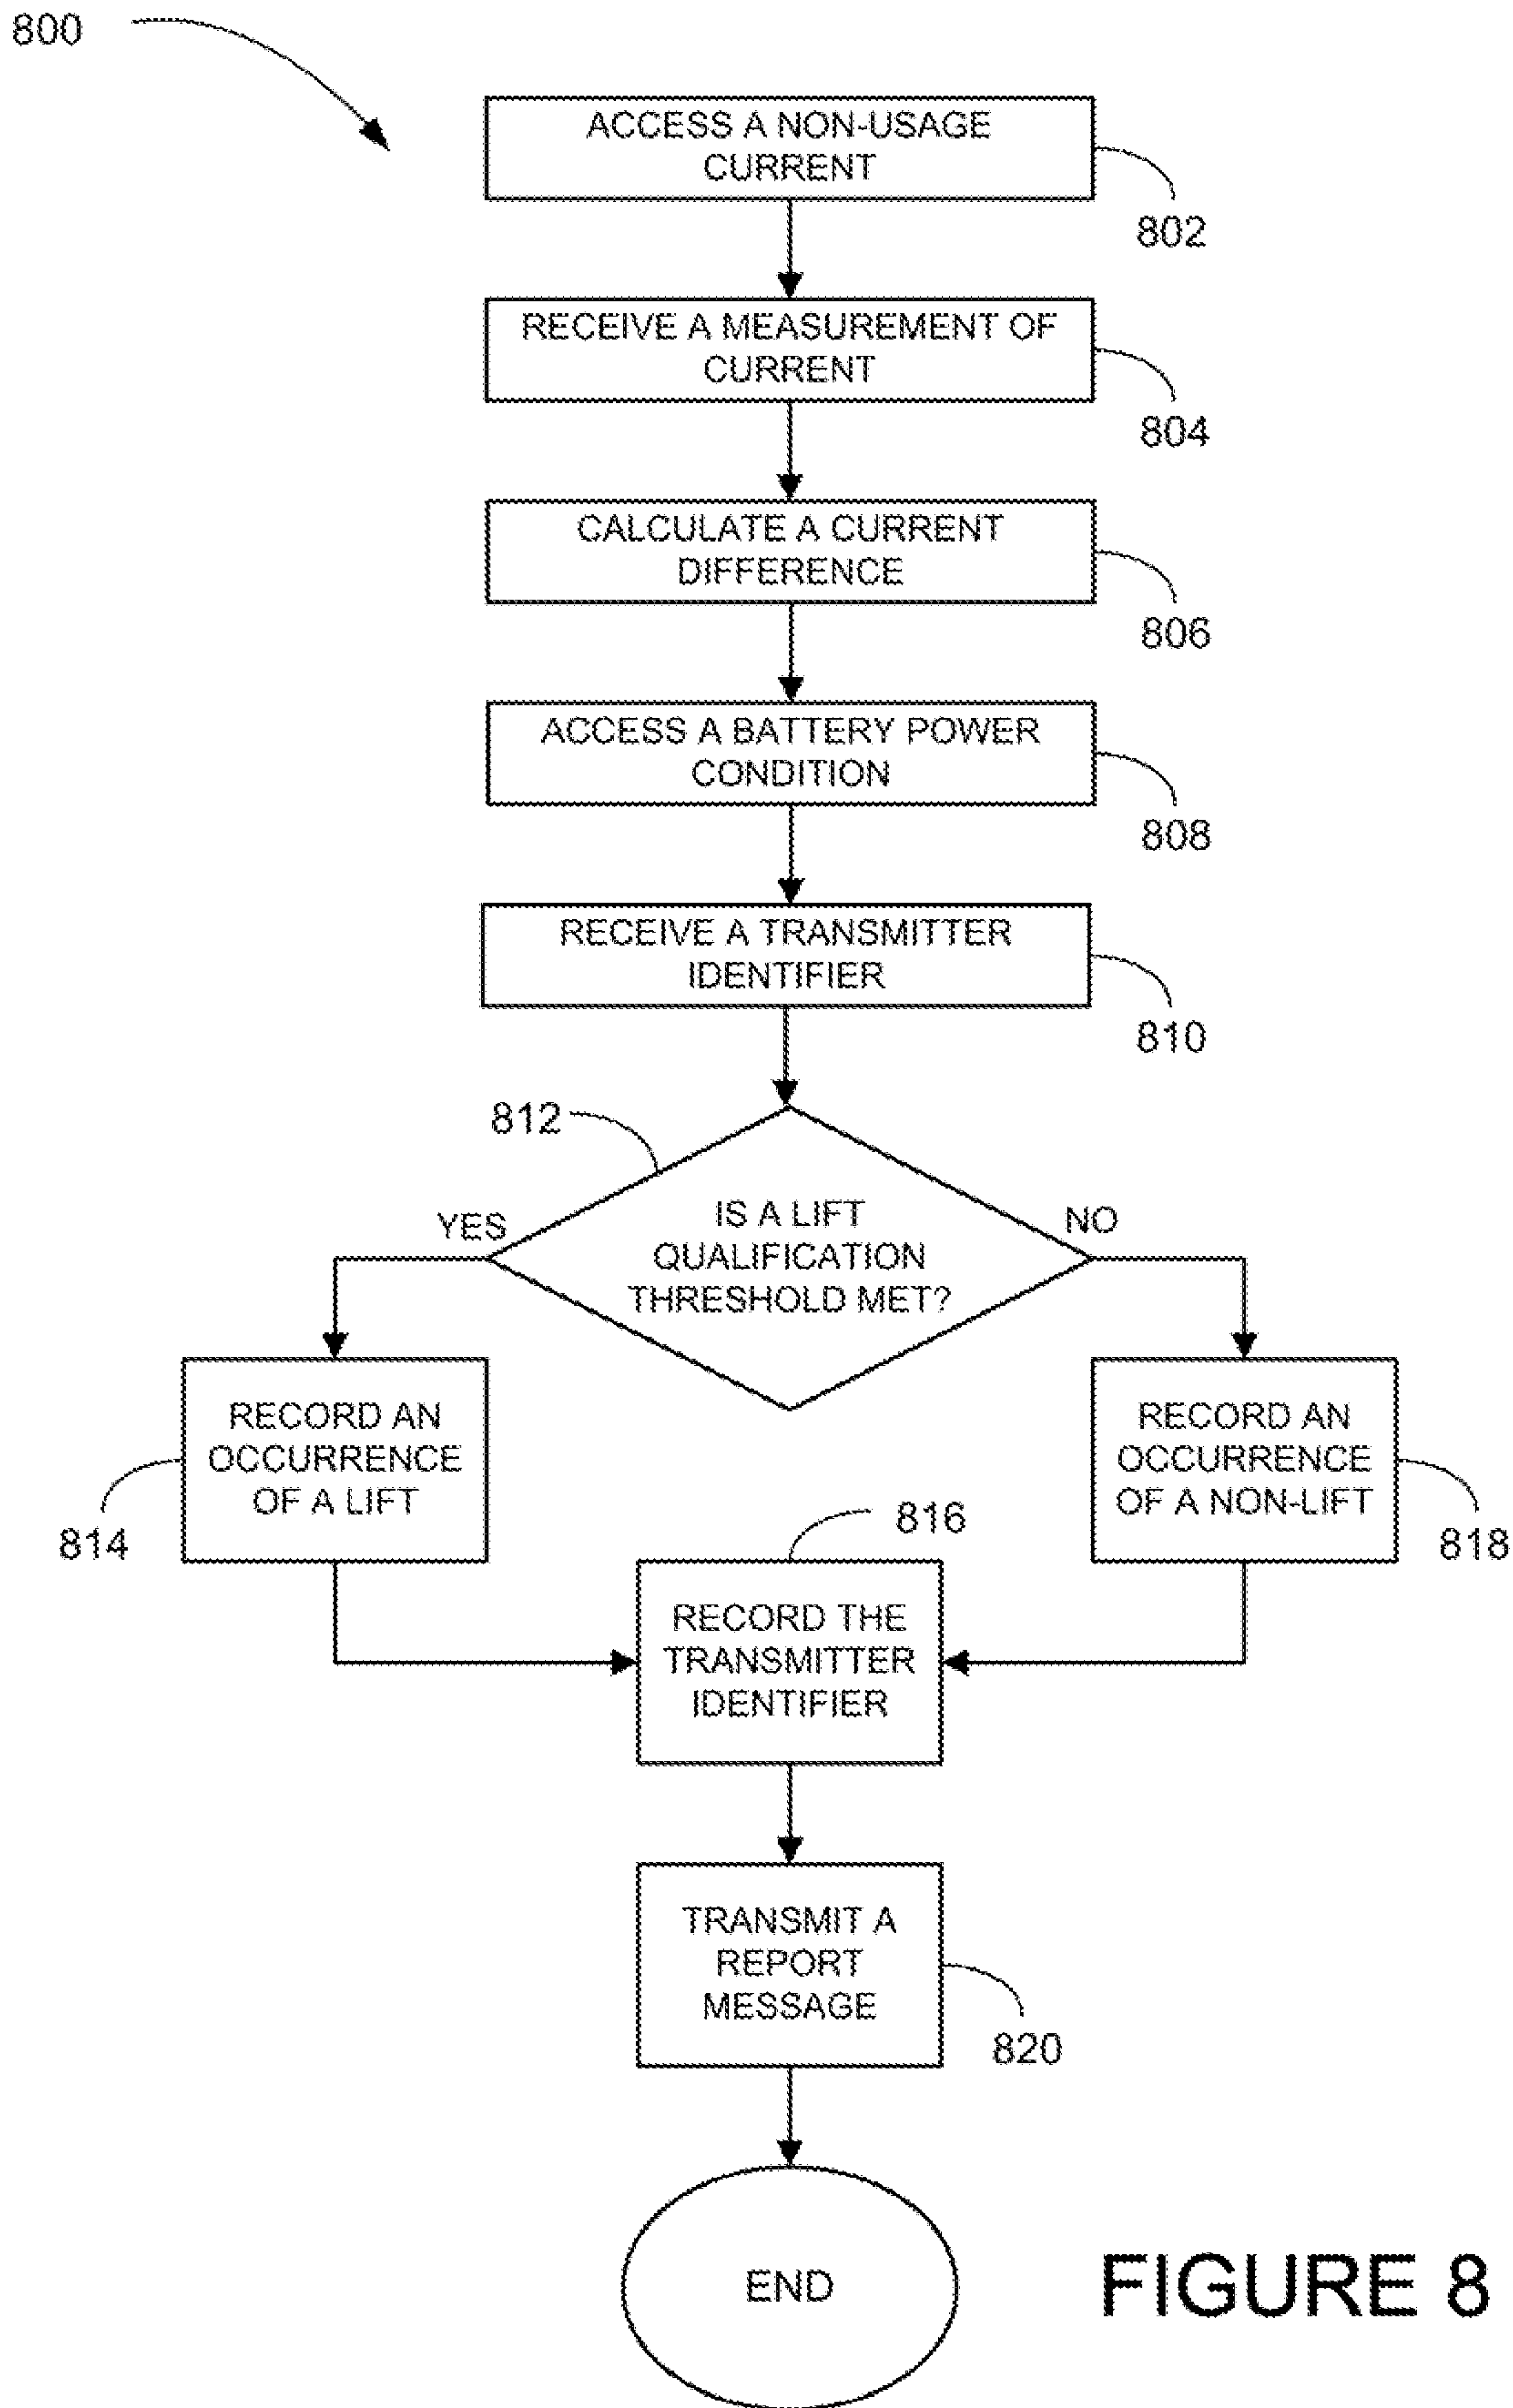 800
ACCESS A NON-USAGE
CURRENT
802
RECEIVE A MEASUREMENT OF
CURRENT
804
CALCULATE A CURRENT
DIFFERENCE
806
ACCESS A BATTERY POWER
CONDITION
808
RECEIVE A TRANSMITTER
IDENTIFIER
810
812
YES
IS A LIFT
QUALIFICATION
THRESHOLD MET?
NO
RECORD AN
OCCURRENCE
OF A LIFT
814
RECORD AN
OCCURRENCE
OF A NON-LIFT
818
816
RECORD THE
TRANSMITTER
IDENTIFIER
TRANSMIT A
REPORT
MESSAGE
820
END
FIGURE 8